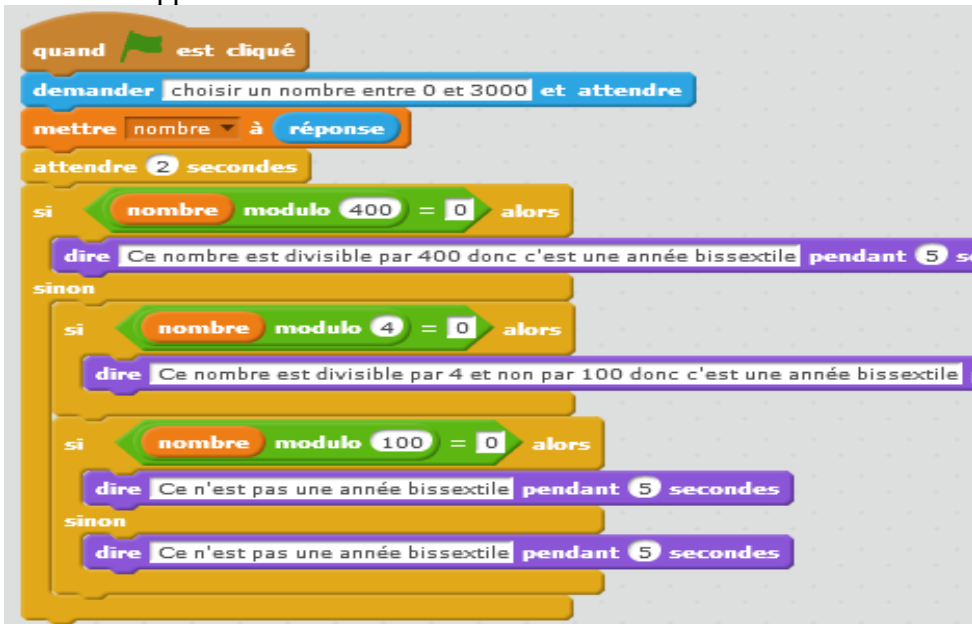 quand est cliqué
demander choisir un nombre entre 0 et 3000 et attendre
mettre nombre à réponse
attendre 2 secondes
si nombre modulo 400 = 0 alors
dire Ce nombre est divisible par 400 donc c'est une année bissextile pendant 5 se
sinon
si nombre modulo 4 = 0 alors
dire Ce nombre est divisible par 4 et non par 100 donc c'est une année bissextile
si nombre modulo 100 = 0 alors
dire Ce n'est pas une année bissextile pendant 5 secondes
sinon
dire Ce n'est pas une année bissextile pendant 5 secondes